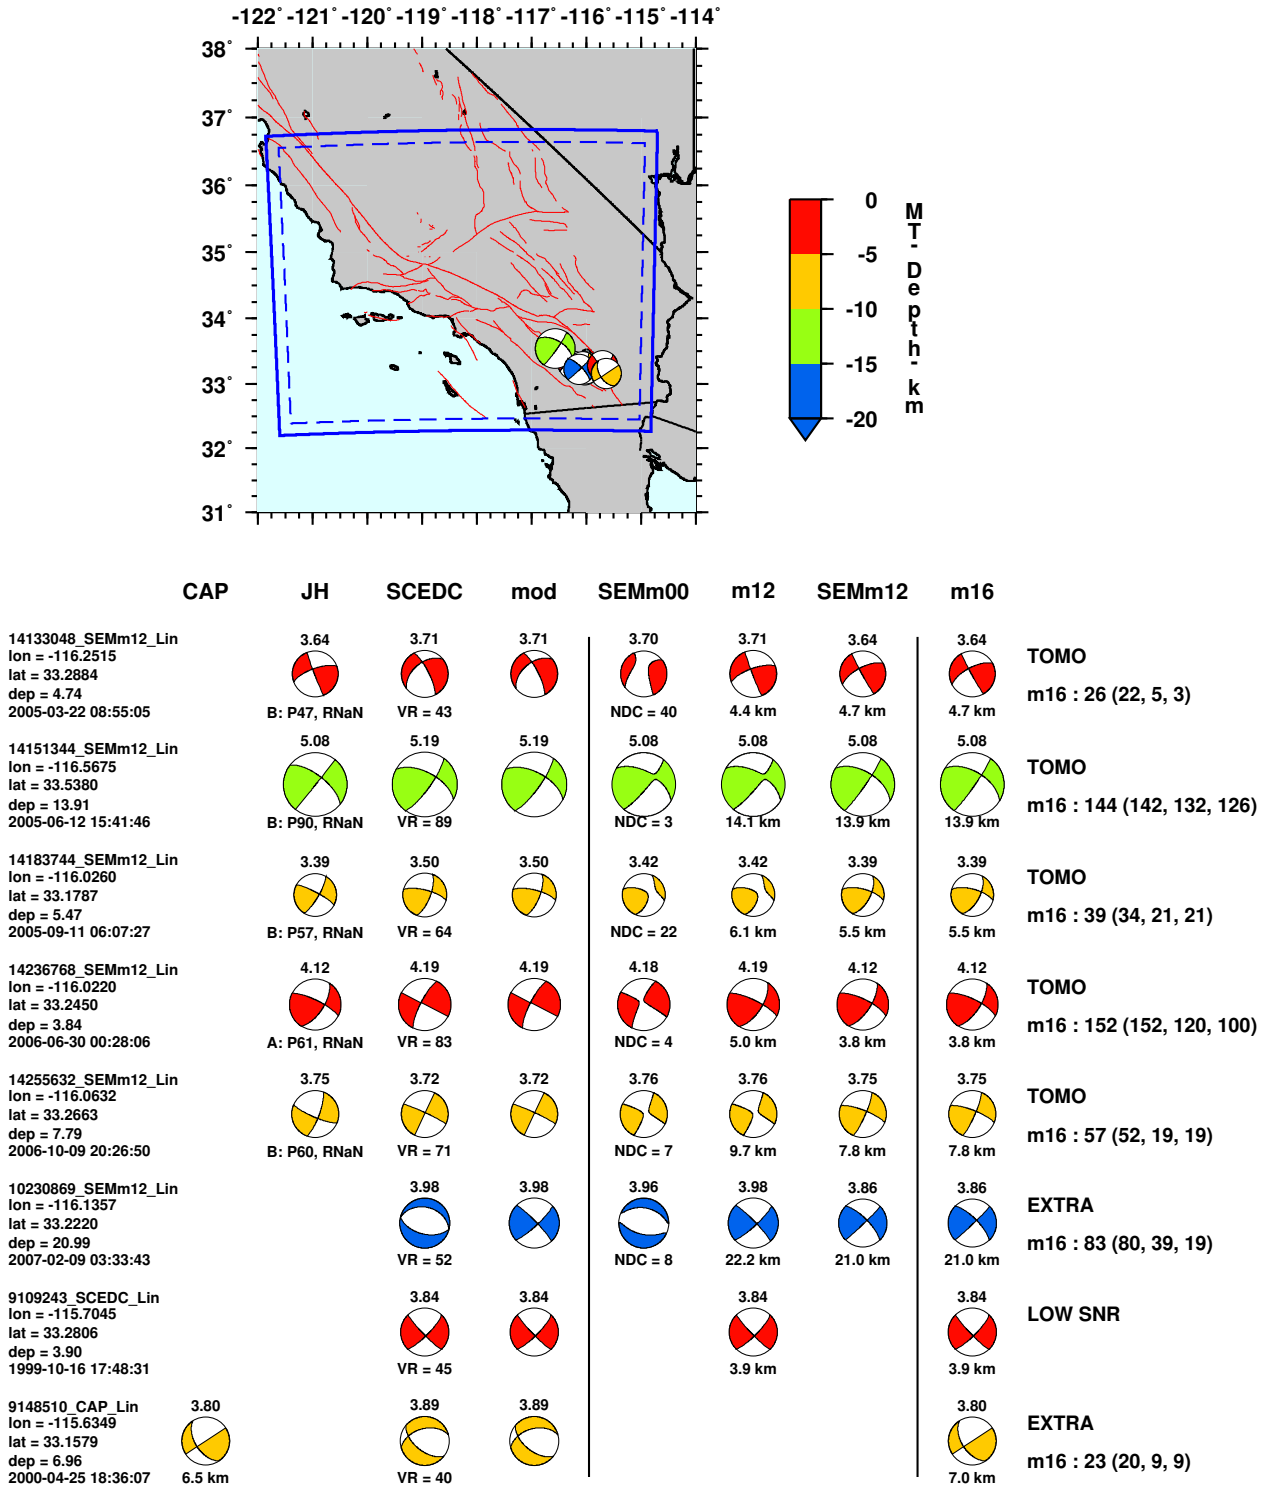 -122° -121° -120° -119° -118° -117° -116° -115° -114°
38°
37°
36°
35°
34°
33°
32°
31°
0
-5
-10
-15
-20
MT- Depth- km
CAP JH SCEDC mod SEMm00 m12 SEMm12 m16
14133048_SEMm12_Lin
lon = -116.2515
lat = 33.2884
dep = 4.74
2005-03-22 08:55:05
3.64 3.71 3.71 3.70 3.71 3.64 3.64
B: P47, RNaN VR = 43 NDC = 40 4.4 km 4.7 km 4.7 km
TOMO
m16 : 26 (22, 5, 3)
14151344_SEMm12_Lin
lon = -116.5675
lat = 33.5380
dep = 13.91
2005-06-12 15:41:46
5.08 5.19 5.19 5.08 5.08 5.08 5.08
B: P90, RNaN VR = 89 NDC = 3 14.1 km 13.9 km 13.9 km
TOMO
m16 : 144 (142, 132, 126)
14183744_SEMm12_Lin
lon = -116.0260
lat = 33.1787
dep = 5.47
2005-09-11 06:07:27
3.39 3.50 3.50 3.42 3.42 3.39 3.39
B: P57, RNaN VR = 64 NDC = 22 6.1 km 5.5 km 5.5 km
TOMO
m16 : 39 (34, 21, 21)
14236768_SEMm12_Lin
lon = -116.0220
lat = 33.2450
dep = 3.84
2006-06-30 00:28:06
4.12 4.19 4.19 4.18 4.19 4.12 4.12
A: P61, RNaN VR = 83 NDC = 4 5.0 km 3.8 km 3.8 km
TOMO
m16 : 152 (152, 120, 100)
14255632_SEMm12_Lin
lon = -116.0632
lat = 33.2663
dep = 7.79
2006-10-09 20:26:50
3.75 3.72 3.72 3.76 3.76 3.75 3.75
B: P60, RNaN VR = 71 NDC = 7 9.7 km 7.8 km 7.8 km
TOMO
m16 : 57 (52, 19, 19)
10230869_SEMm12_Lin
lon = -116.1357
lat = 33.2220
dep = 20.99
2007-02-09 03:33:43
3.98 3.98 3.96 3.98 3.86 3.86
VR = 52 NDC = 8 22.2 km 21.0 km 21.0 km
EXTRA
m16 : 83 (80, 39, 19)
9109243_SCEDC_Lin
lon = -115.7045
lat = 33.2806
dep = 3.90
1999-10-16 17:48:31
3.84 3.84 3.84 3.84
VR = 45 3.9 km 3.9 km
LOW SNR
9148510_CAP_Lin
lon = -115.6349
lat = 33.1579
dep = 6.96
2000-04-25 18:36:07
3.80 3.89 3.89 3.80
6.5 km VR = 40 7.0 km
EXTRA
m16 : 23 (20, 9, 9)